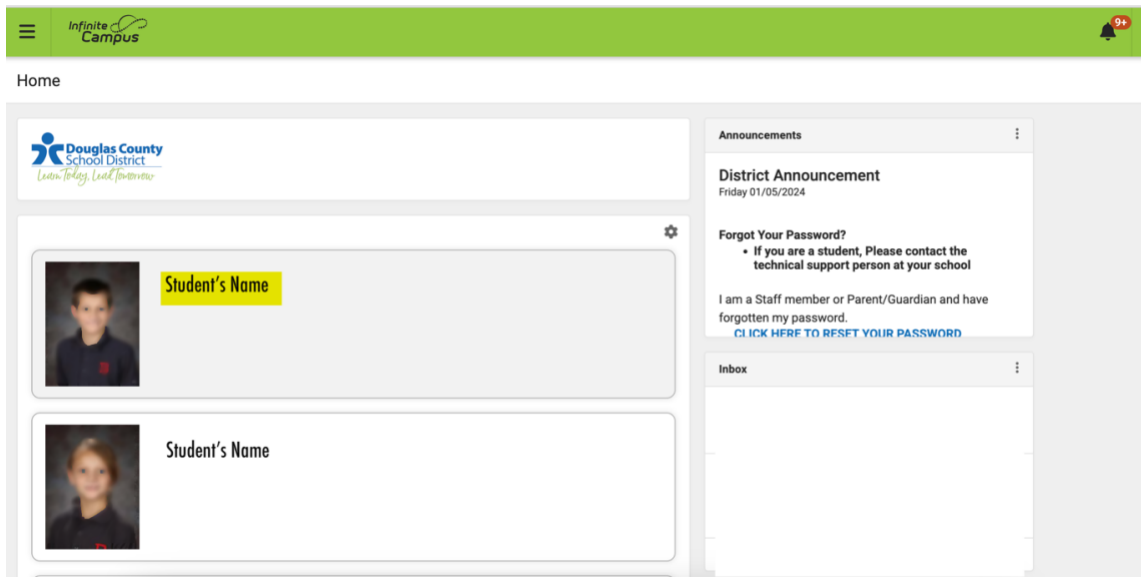 Infinite
Campus
9+
Home
Douglas County
School District
Learn Today, Lead Tomorrow
Student's Name
Student's Name
Announcements
District Announcement
Friday 01/05/2024
Forgot Your Password?
• If you are a student, Please contact the
technical support person at your school
I am a Staff member or Parent/Guardian and have
forgotten my password.
CLICK HERE TO RESET YOUR PASSWORD
Inbox